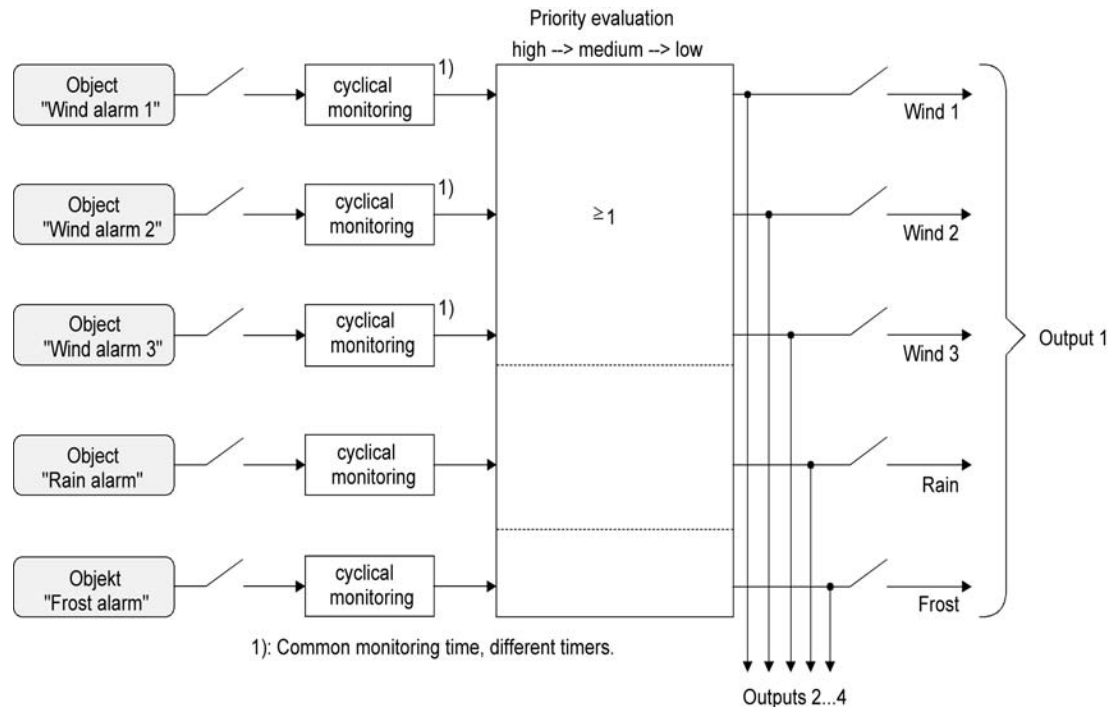 Priority evaluation
high --> medium --> low
Object
"Wind alarm 1"
cyclical
monitoring
1)
Wind 1
Object
"Wind alarm 2"
cyclical
monitoring
1)
≥1
Wind 2
Object
"Wind alarm 3"
cyclical
monitoring
1)
Wind 3
Output 1
Object
"Rain alarm"
cyclical
monitoring
Rain
Objekt
"Frost alarm"
cyclical
monitoring
Frost
1): Common monitoring time, different timers.
Outputs 2...4